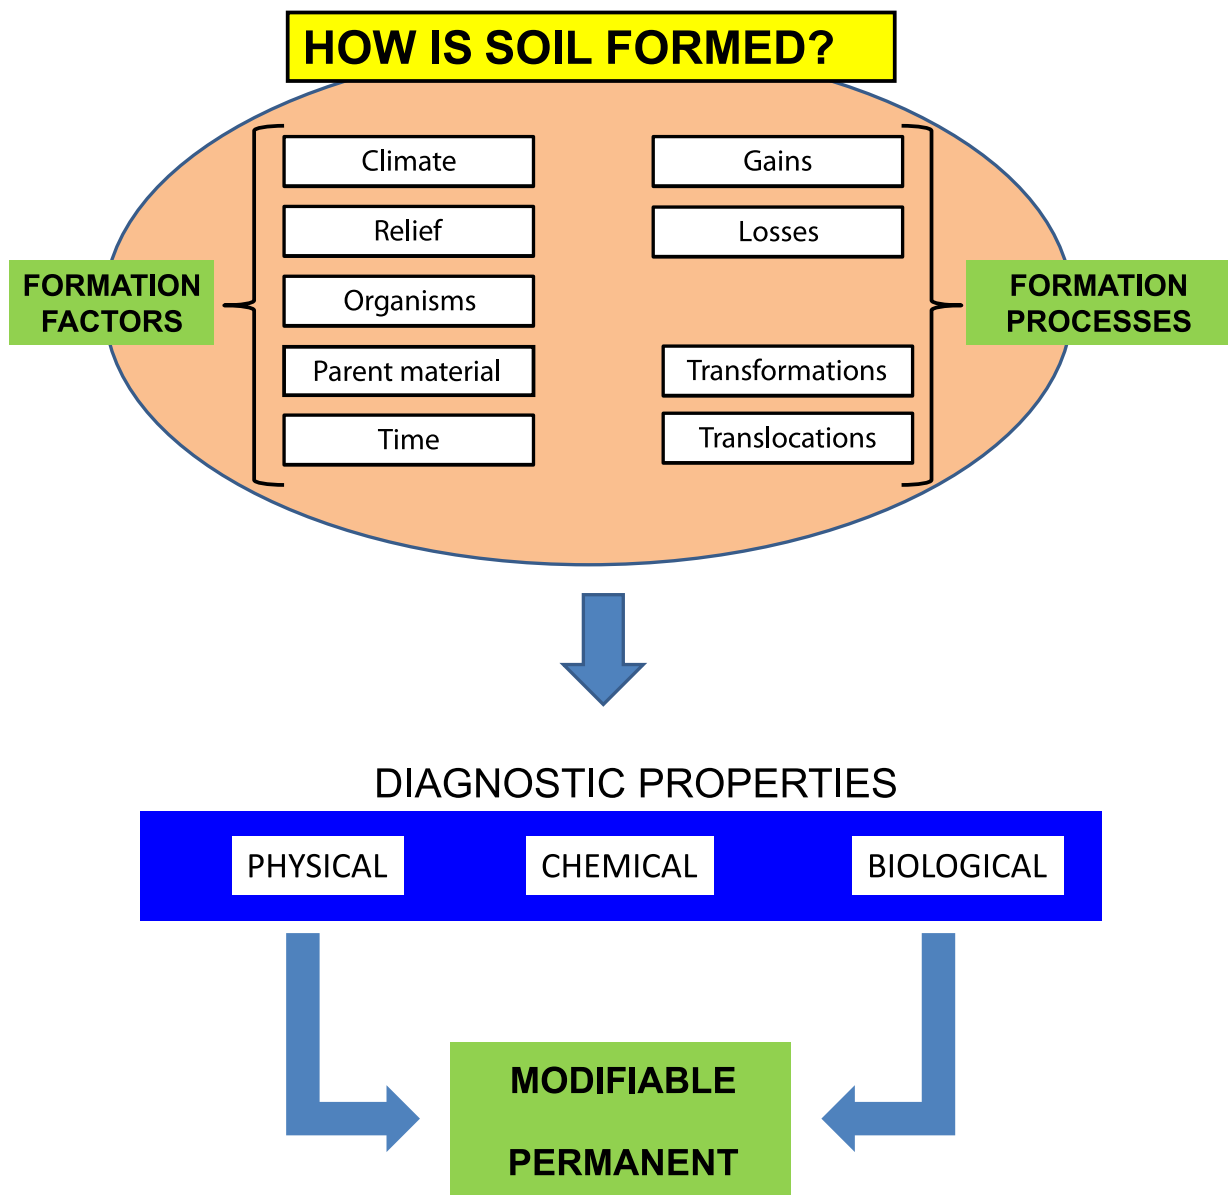 HOW IS SOIL FORMED?
FORMATION
FACTORS
Climate
Relief
Organisms
Parent material
Time
Gains
Losses
Transformations
Translocations
FORMATION
PROCESSES
DIAGNOSTIC PROPERTIES
PHYSICAL
CHEMICAL
BIOLOGICAL
MODIFIABLE
PERMANENT